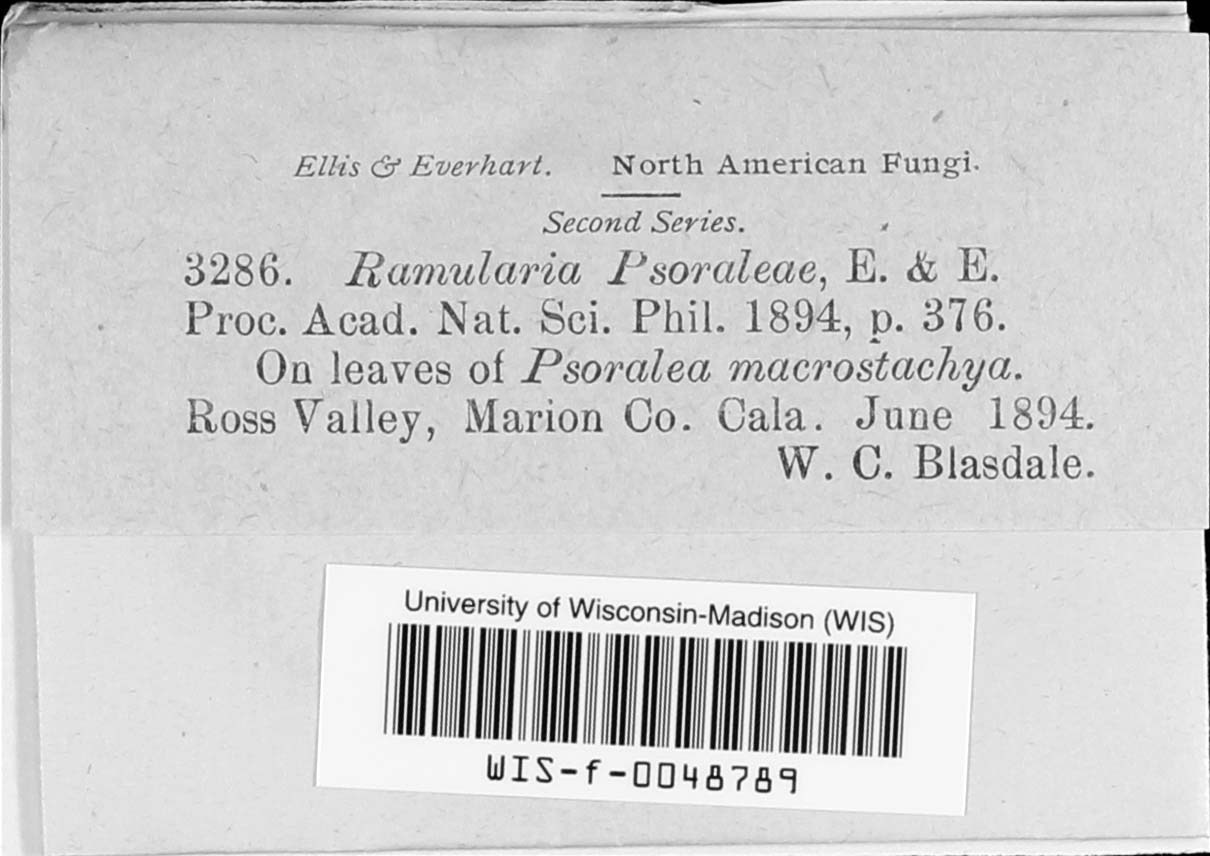 Ellis & Everhart. North American Fungi.
Second Series.
3286. Ramularia Psoraleae, E. & E.
Proc. Acad. Nat. Sci. Phil. 1894, p. 376.
On leaves of Psoralea macrostachya.
Ross Valley, Marion Co. Cala. June 1894.
W. C. Blasdale.
University of Wisconsin-Madison (WIS)
WIS-f-0048789